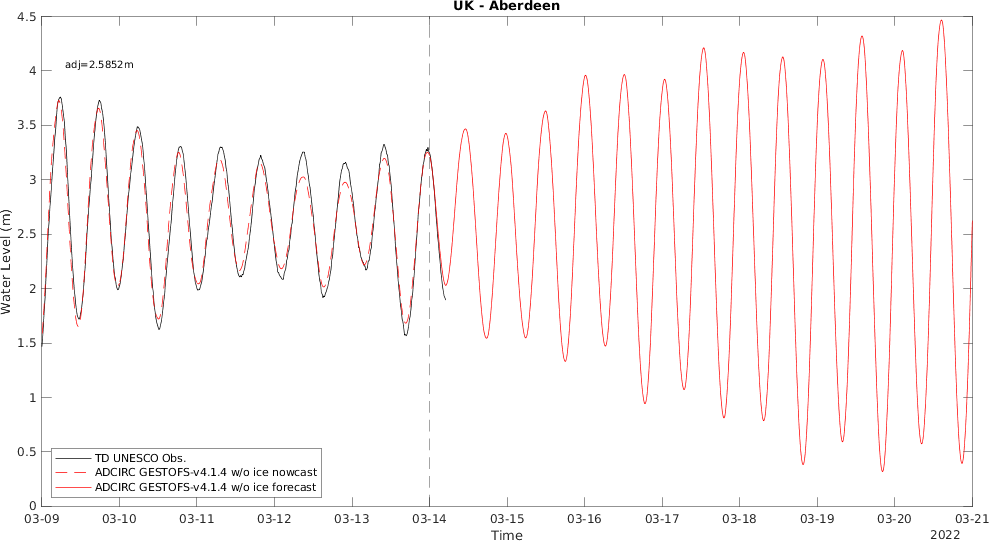 UK - Aberdeen
adj=2.5852m
Water Level (m)
4.5
4
3.5
3
2.5
2
1.5
1
0.5
0
TD UNESCO Obs.
ADCIRC GESTOFS-v4.1.4 w/o ice nowcast
ADCIRC GESTOFS-v4.1.4 w/o ice forecast
03-09 03-10 03-11 03-12 03-13 03-14 03-15 03-16 03-17 03-18 03-19 03-20 03-21
Time
2022